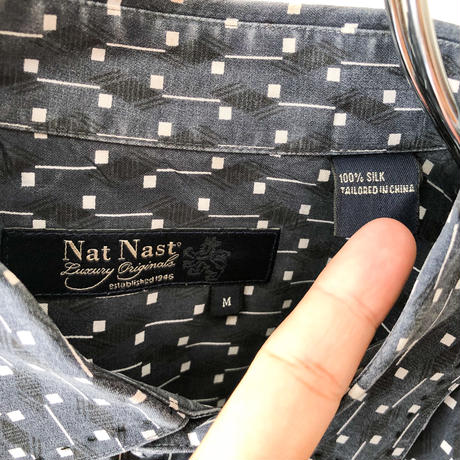 100% SILK
TAILORED IN CHINA
Nat Nast®
Luxury Originals
established 1946
M